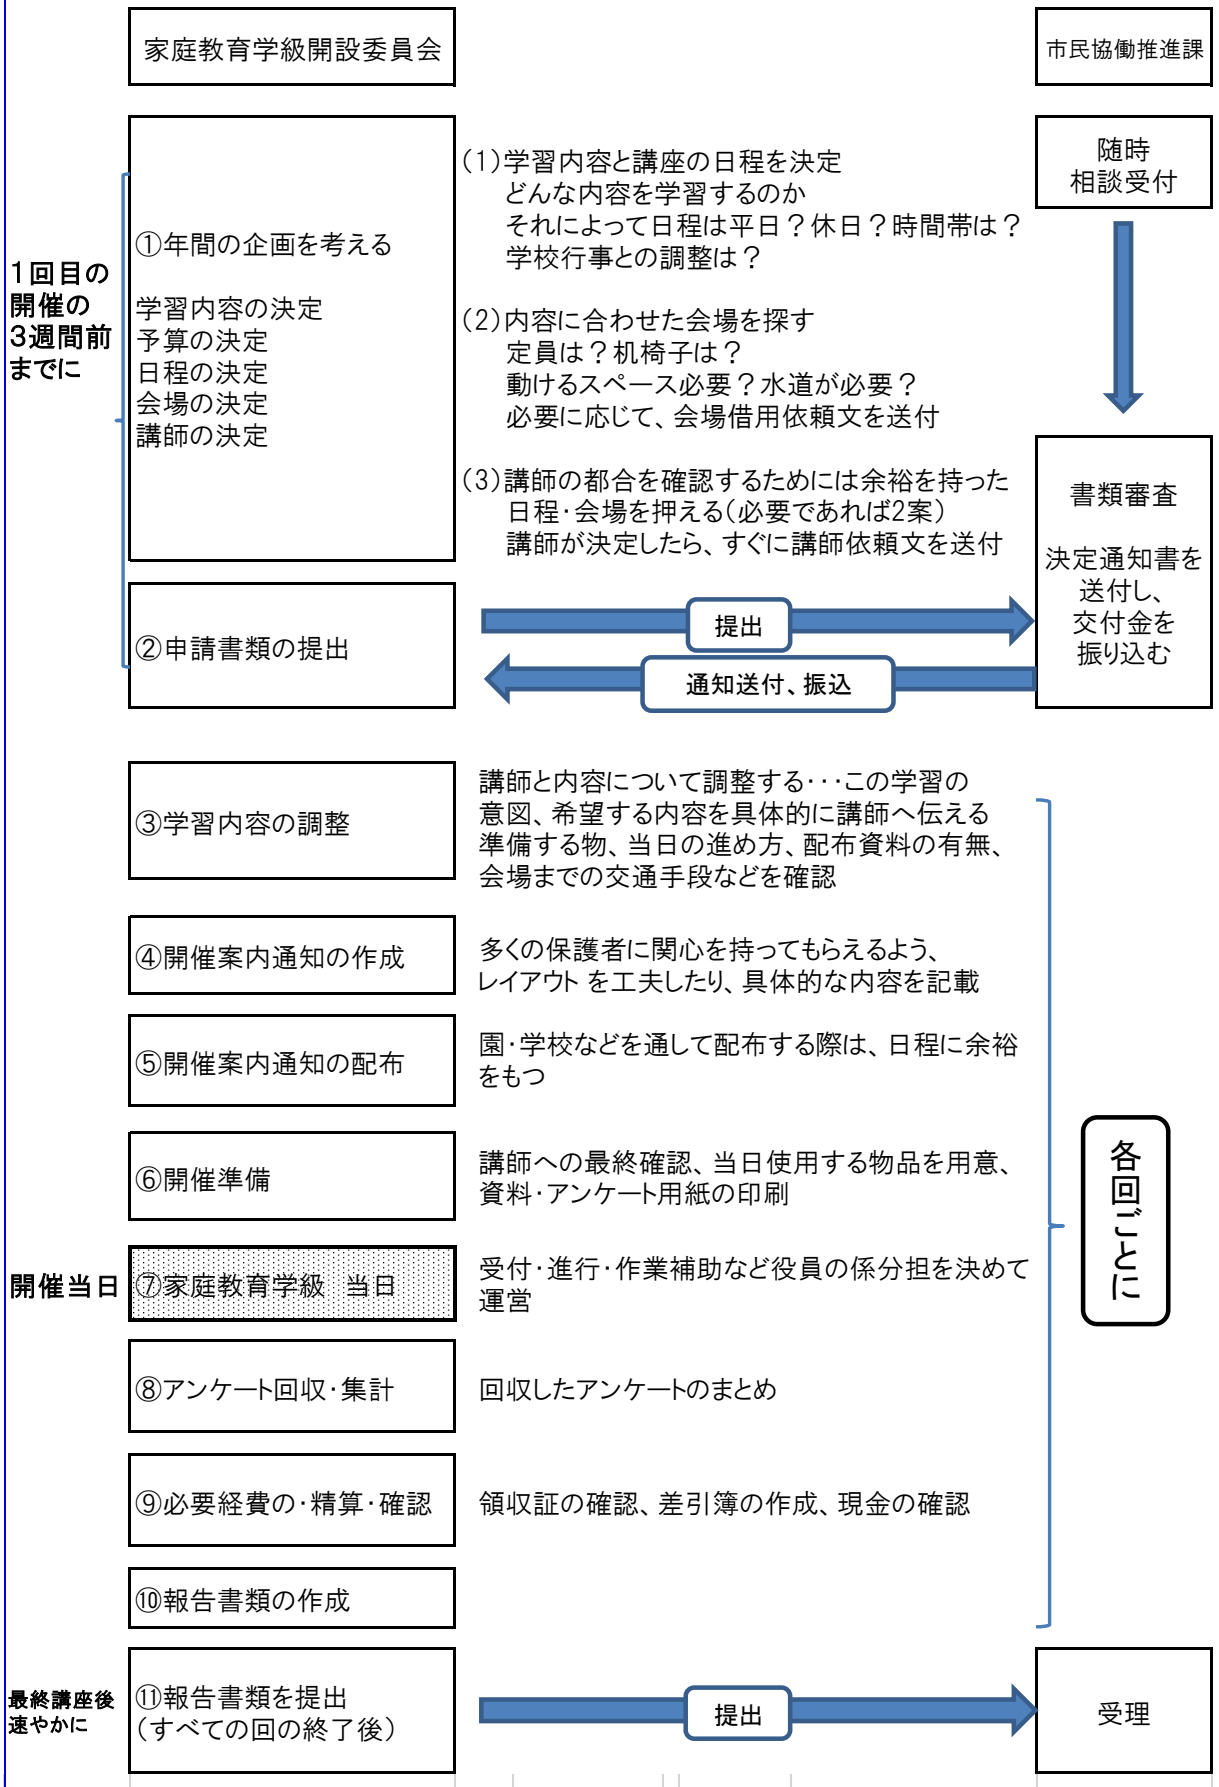 家庭教育学級開設委員会
市民協働推進課
1回目の
開催の
3週間前
までに
①年間の企画を考える
学習内容の決定
予算の決定
日程の決定
会場の決定
講師の決定
（1）学習内容と講座の日程を決定
どんな内容を学習するのか
それによって日程は平日？休日？時間帯は？
学校行事との調整は？
（2）内容に合わせた会場を探す
定員は？机椅子は？
動けるスペース必要？水道が必要？
必要に応じて、会場借用依頼文を送付
（3）講師の都合を確認するためには余裕を持った
日程・会場を押える（必要であれば2案）
講師が決定したら、すぐに講師依頼文を送付
随時
相談受付
書類審査
決定通知書を
送付し、
交付金を
振り込む
②申請書類の提出
提出
通知送付、振込
③学習内容の調整
講師と内容について調整する・・・この学習の
意図、希望する内容を具体的に講師へ伝える
準備する物、当日の進め方、配布資料の有無、
会場までの交通手段などを確認
④開催案内通知の作成
多くの保護者に関心を持ってもらえるよう、
レイアウト を工夫したり、具体的な内容を記載
⑤開催案内通知の配布
園・学校などを通して配布する際は、日程に余裕
をもつ
⑥開催準備
講師への最終確認、当日使用する物品を用意、
資料・アンケート用紙の印刷
各回ごとに
開催当日
⑦家庭教育学級　当日
受付・進行・作業補助など役員の係分担を決めて
運営
⑧アンケート回収・集計
回収したアンケートのまとめ
⑨必要経費の・精算・確認
領収証の確認、差引簿の作成、現金の確認
⑩報告書類の作成
最終講座後
速やかに
⑪報告書類を提出
（すべての回の終了後）
提出
受理